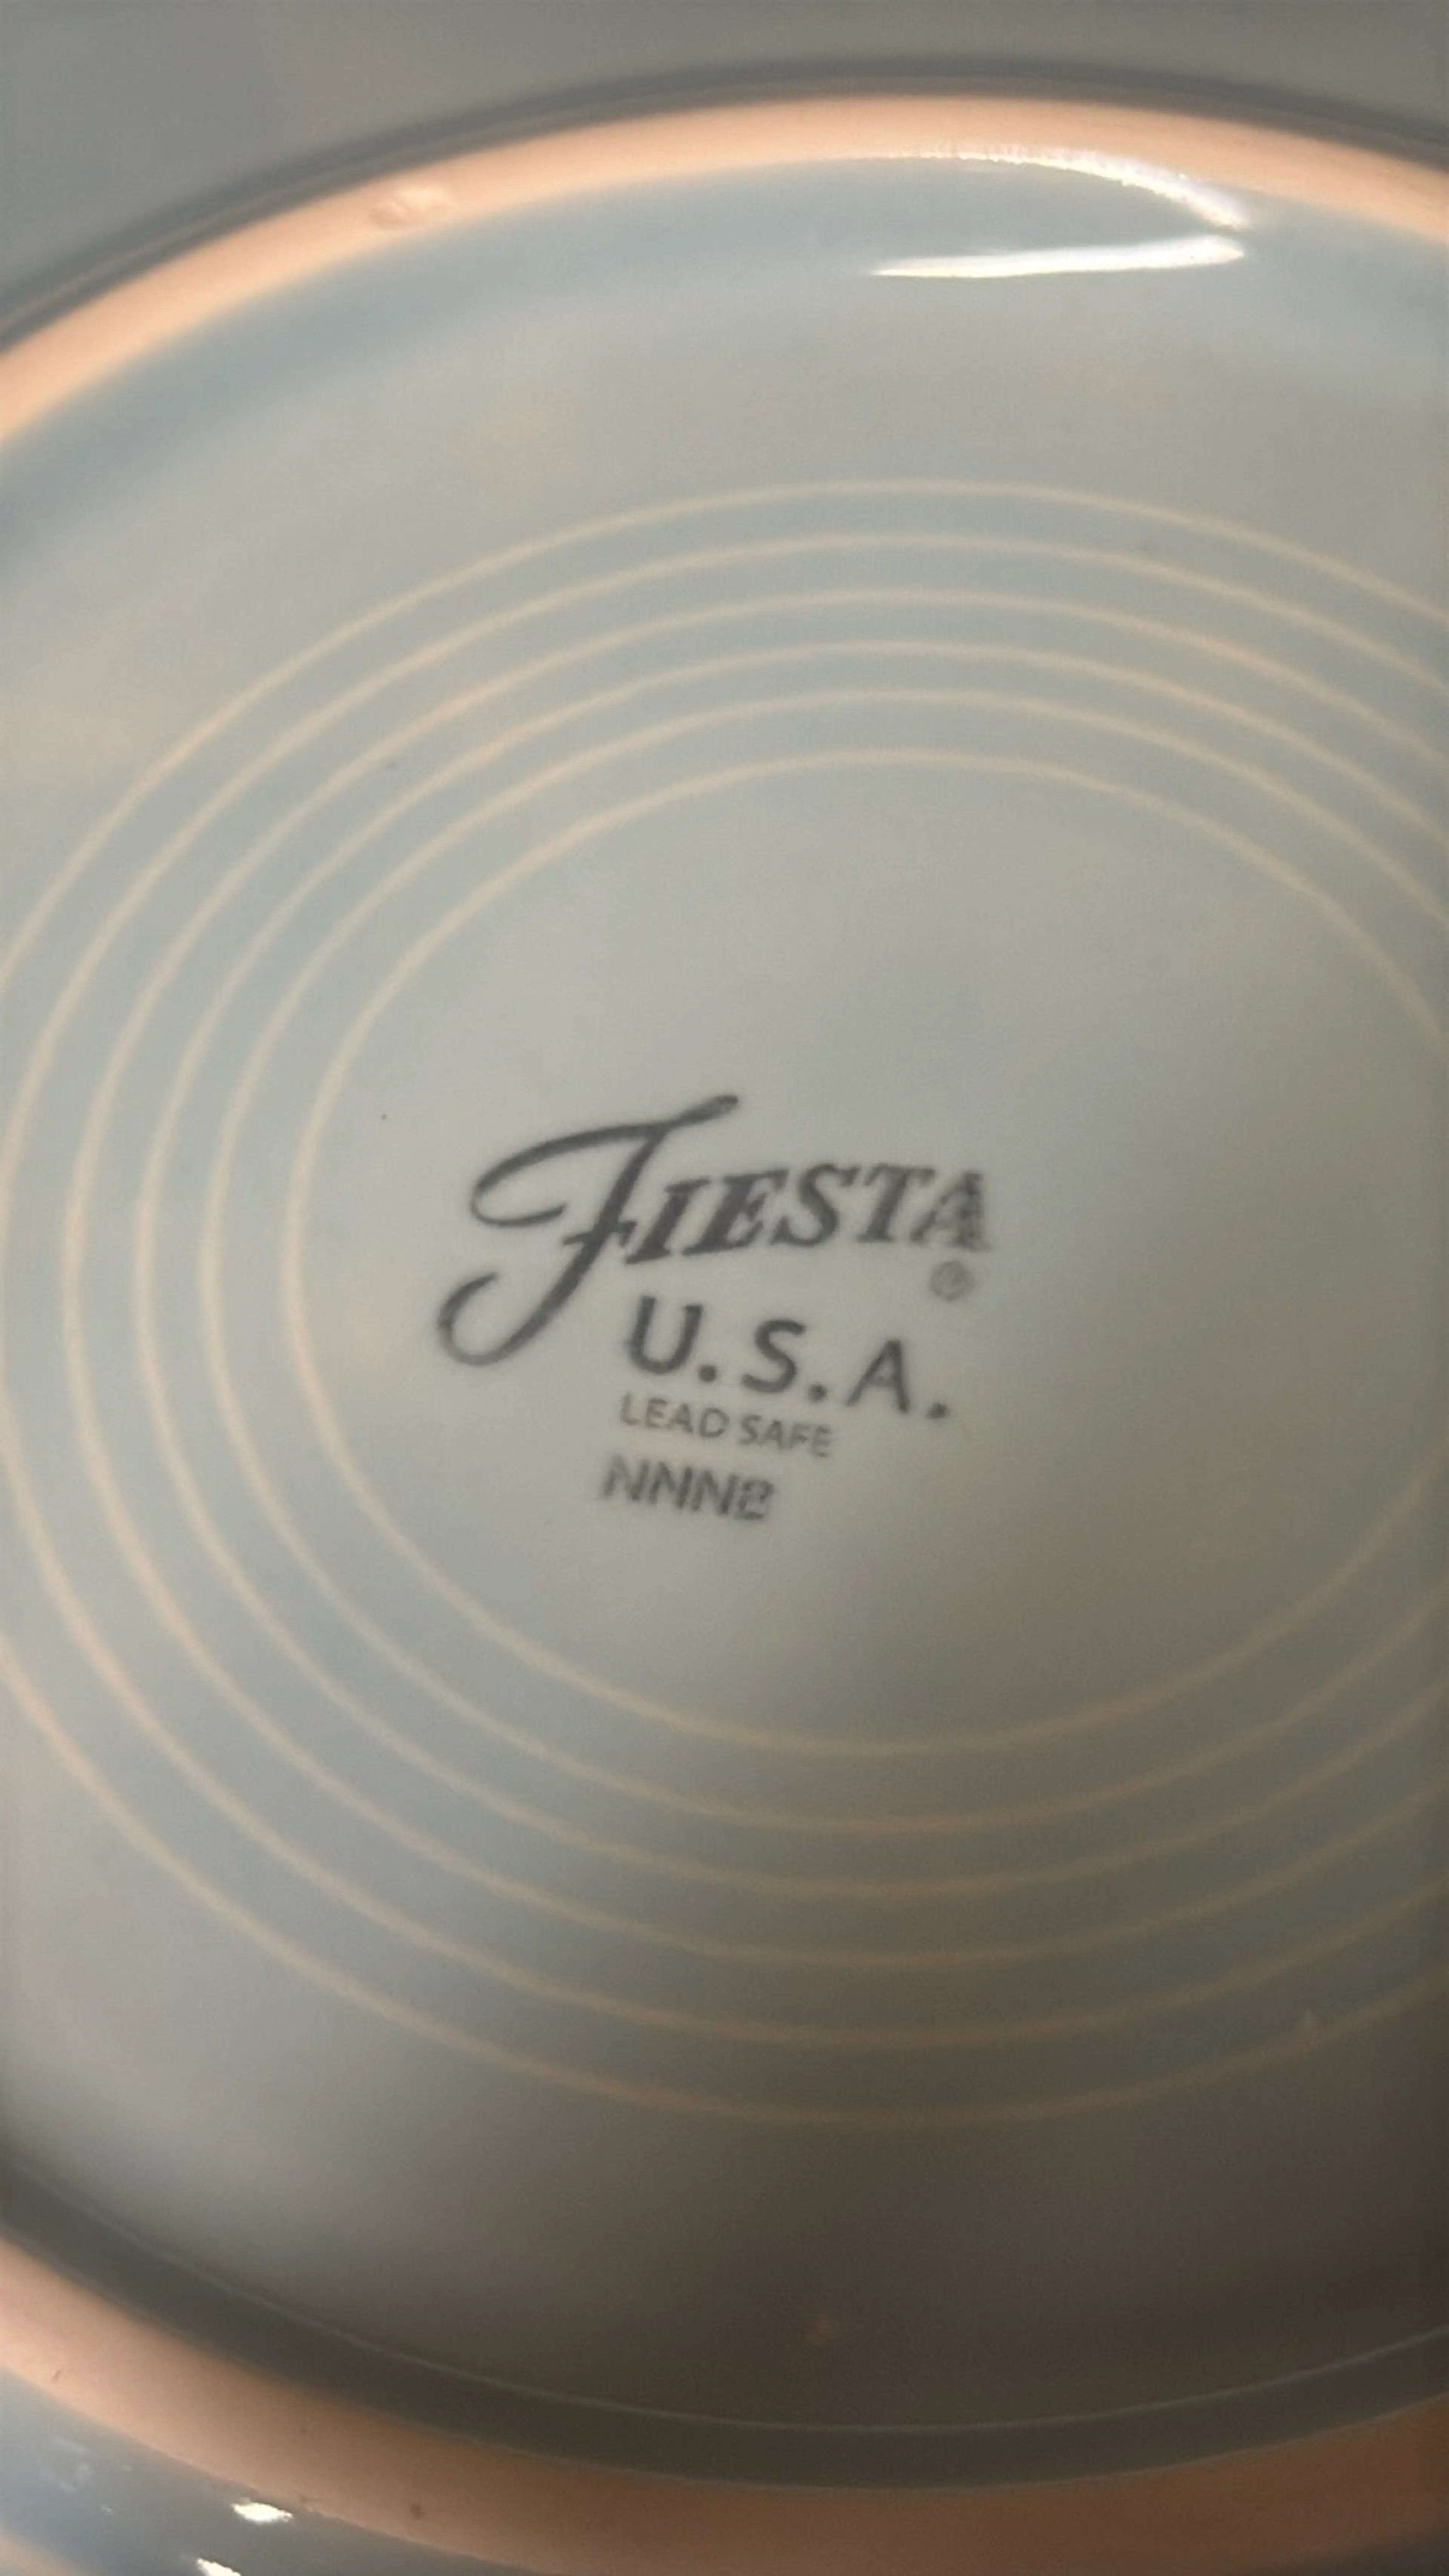 FIESTA
®
U.S.A.
LEAD SAFE
NNNB